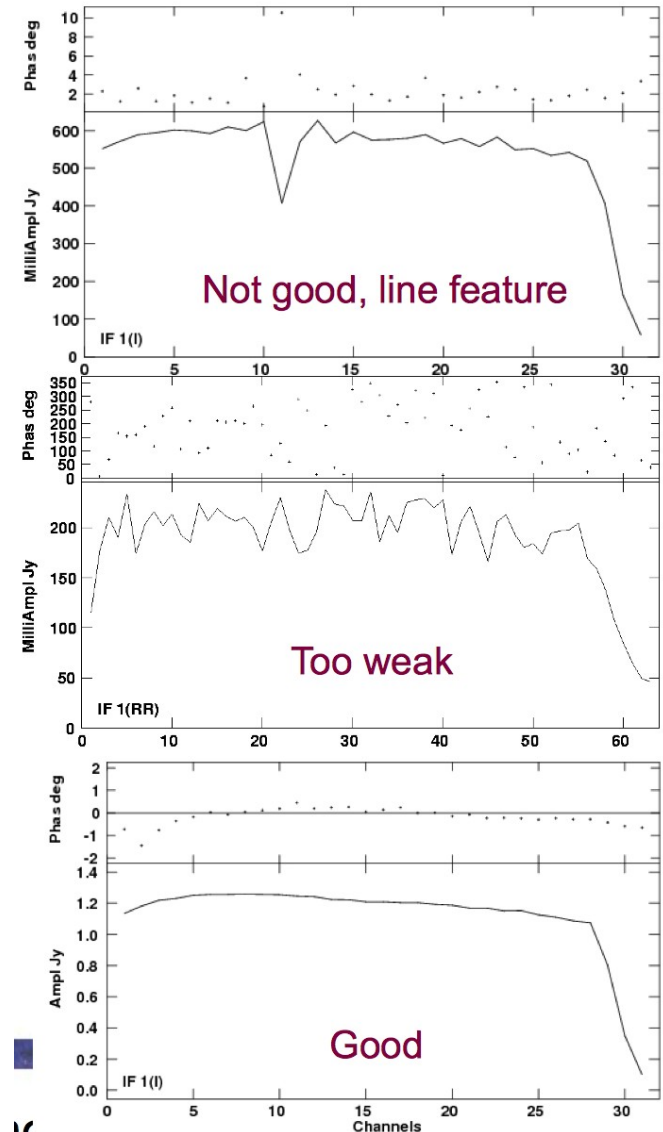 10
8
6
4
2
Phas deg
600
500
400
300
200
100
0
MilliAmpl Jy
Not good, line feature
IF 1(I)
0 5 10 15 20 25 30
350
300
250
200
150
100
50
0
Phas deg
200
150
100
50
0
MilliAmpl Jy
Too weak
IF 1(RR)
0 10 20 30 40 50 60
2
1
0
-1
-2
Phas deg
1.4
1.2
1.0
0.8
0.6
0.4
0.2
0.0
Ampl Jy
Good
IF 1(I)
0 5 10 15 20 25 30
Channels